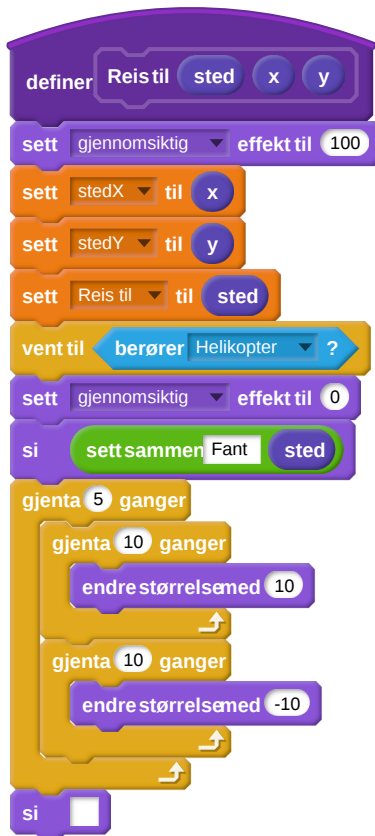 definer Reis til sted x y
sett gjennomsiktig effekt til 100
sett stedX til x
sett stedY til y
sett Reis til til sted
vent til berører Helikopter ?
sett gjennomsiktig effekt til 0
si sett sammen Fant sted
gjenta 5 ganger
gjenta 10 ganger
endre størrelse med 10
gjenta 10 ganger
endre størrelse med -10
si